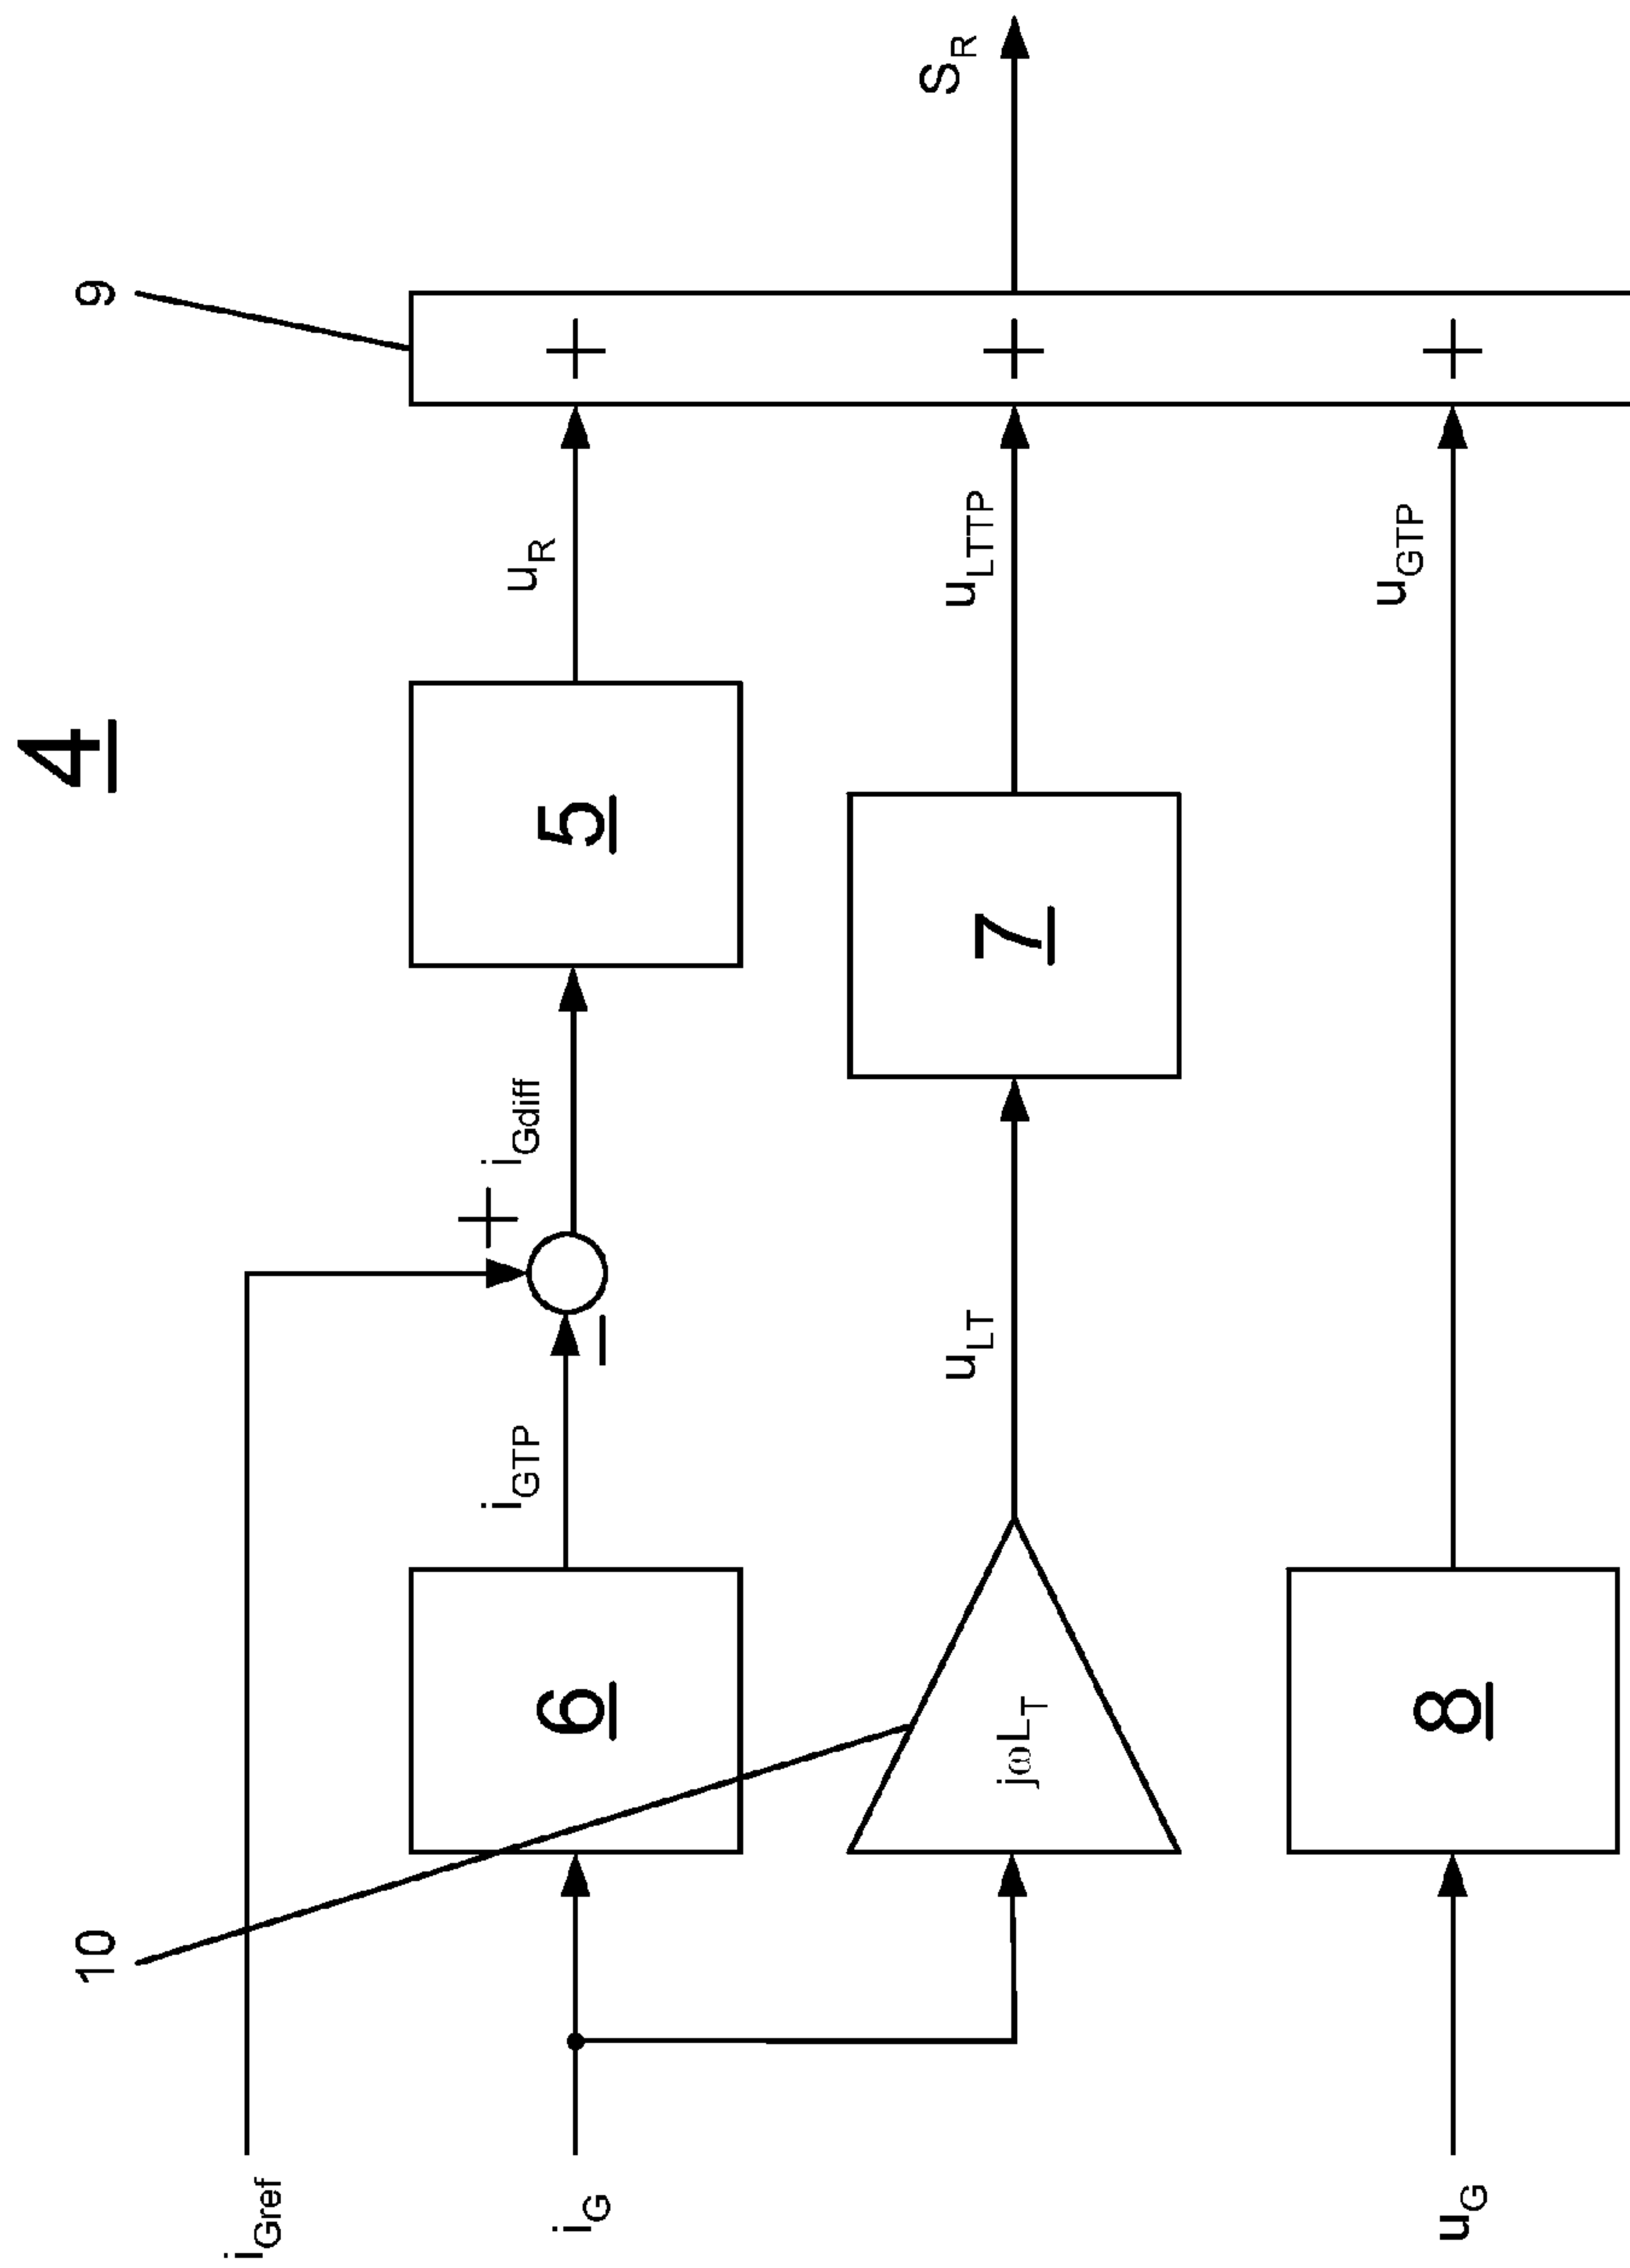 4
9
10
i_Gref
i_G
6
i_GTP
+
−
i_Gdiff
5
u_R
+
jωL_T
u_LT
7
u_LTTP
+
S_R
u_G
8
u_GTP
+